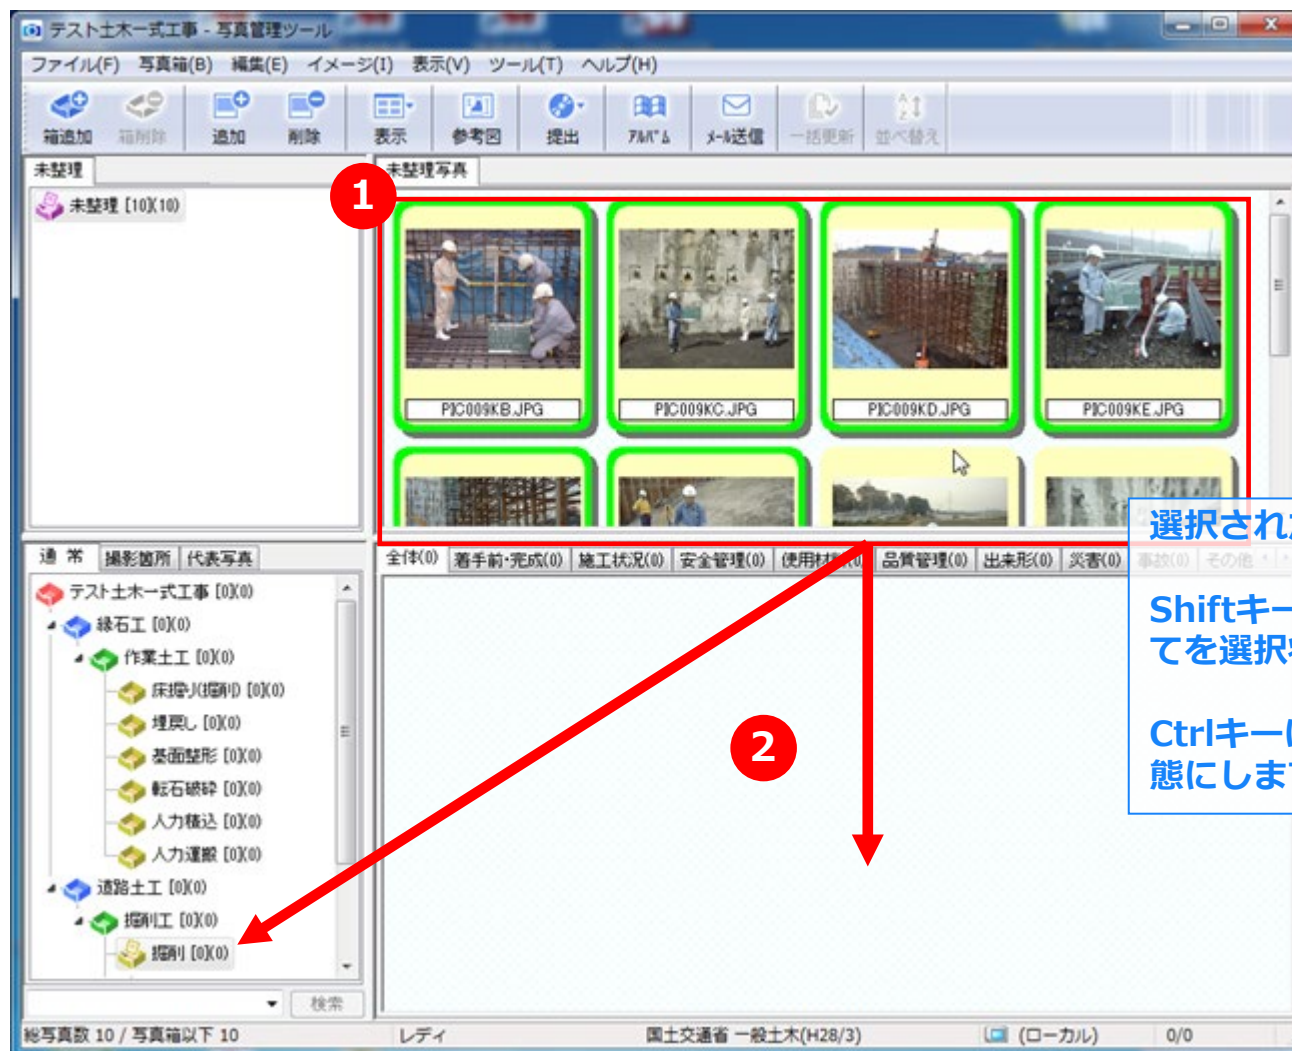 テスト土木一式工事 - 写真管理ツール
ファイル(F) 写真箱(B) 編集(E) イメージ(I) 表示(V) ツール(T) ヘルプ(H)
箱追加 箱削除 追加 削除 表示 参考図 提出 ｱﾙﾊﾞﾑ ﾒｰﾙ送信 一括更新 並べ替え
未整理
未整理写真
1
未整理 [10](10)
PIC009KB.JPG PIC009KC.JPG PIC009KD.JPG PIC009KE.JPG
選択され
Shiftキー
てを選択
Ctrlキー
態にしま
通 常 撮影箇所 代表写真
全体(0) 着手前・完成(0) 施工状況(0) 安全管理(0) 使用材料(0) 品質管理(0) 出来形(0) 災害(0) 事故(0) その他
テスト土木一式工事 [0](0)
縁石工 [0](0)
作業土工 [0](0)
床掘り(掘削) [0](0)
埋戻し [0](0)
基面整形 [0](0)
転石破砕 [0](0)
人力積込 [0](0)
人力運搬 [0](0)
道路土工 [0](0)
掘削工 [0](0)
掘削 [0](0)
2
検索
総写真数 10 / 写真箱以下 10
レディ
国土交通省 一般土木(H28/3)
(ローカル)
0/0